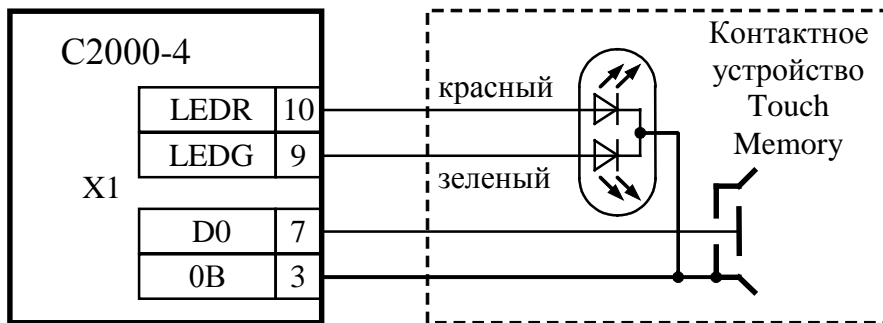 С2000-4
Контактное
устройство
Touch
Memory
красный
LEDR 10
LEDG 9
зеленый
X1
D0 7
0В 3